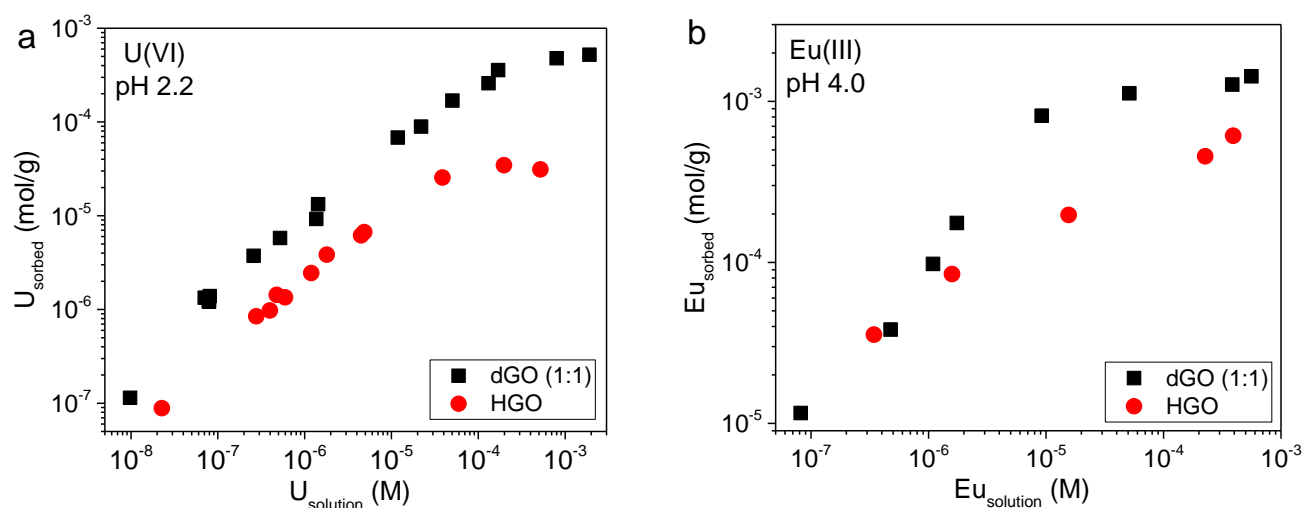 a
U(VI)
pH 2.2
10⁻³
10⁻⁴
10⁻⁵
10⁻⁶
10⁻⁷
U_sorbed (mol/g)
dGO (1:1)
HGO
10⁻⁸ 10⁻⁷ 10⁻⁶ 10⁻⁵ 10⁻⁴ 10⁻³
U_solution (M)
b
Eu(III)
pH 4.0
10⁻³
10⁻⁴
10⁻⁵
Eu_sorbed (mol/g)
dGO (1:1)
HGO
10⁻⁷ 10⁻⁶ 10⁻⁵ 10⁻⁴ 10⁻³
Eu_solution (M)